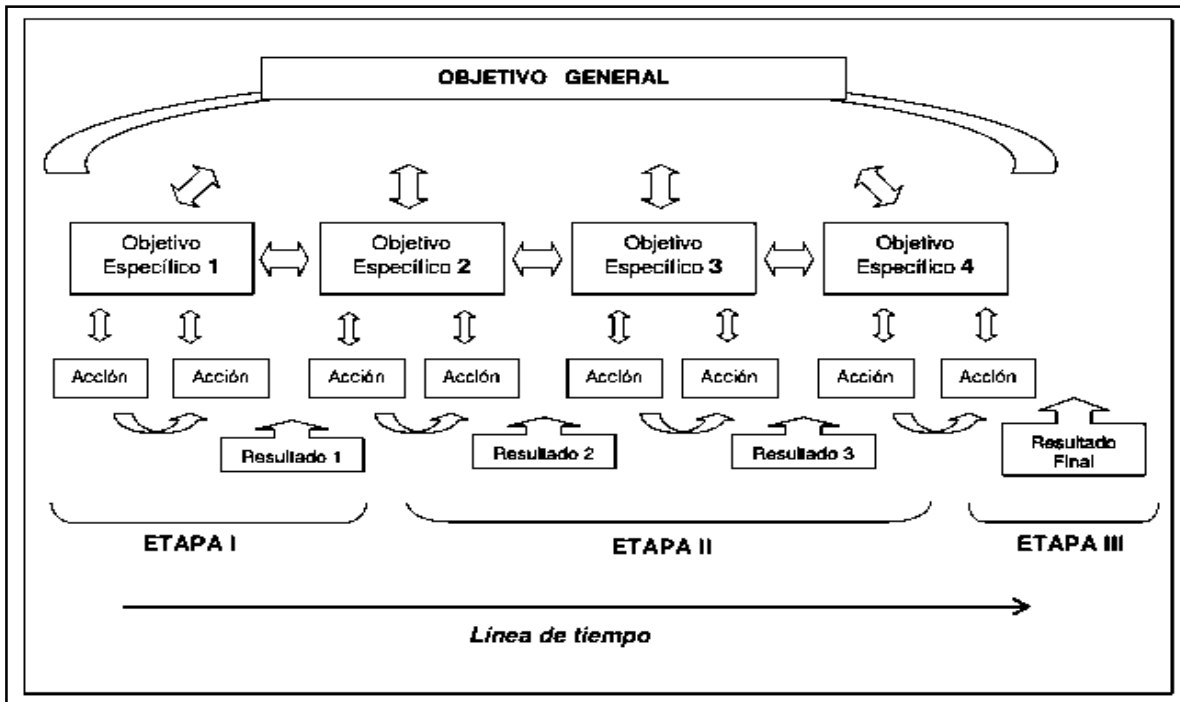 OBJETIVO GENERAL
Objetivo
Específico 1
Objetivo
Específico 2
Objetivo
Específico 3
Objetivo
Específico 4
Acción
Acción
Acción
Acción
Acción
Acción
Acción
Acción
Resultado 1
Resultado 2
Resultado 3
Resultado
Final
ETAPA I
ETAPA II
ETAPA III
Línea de tiempo